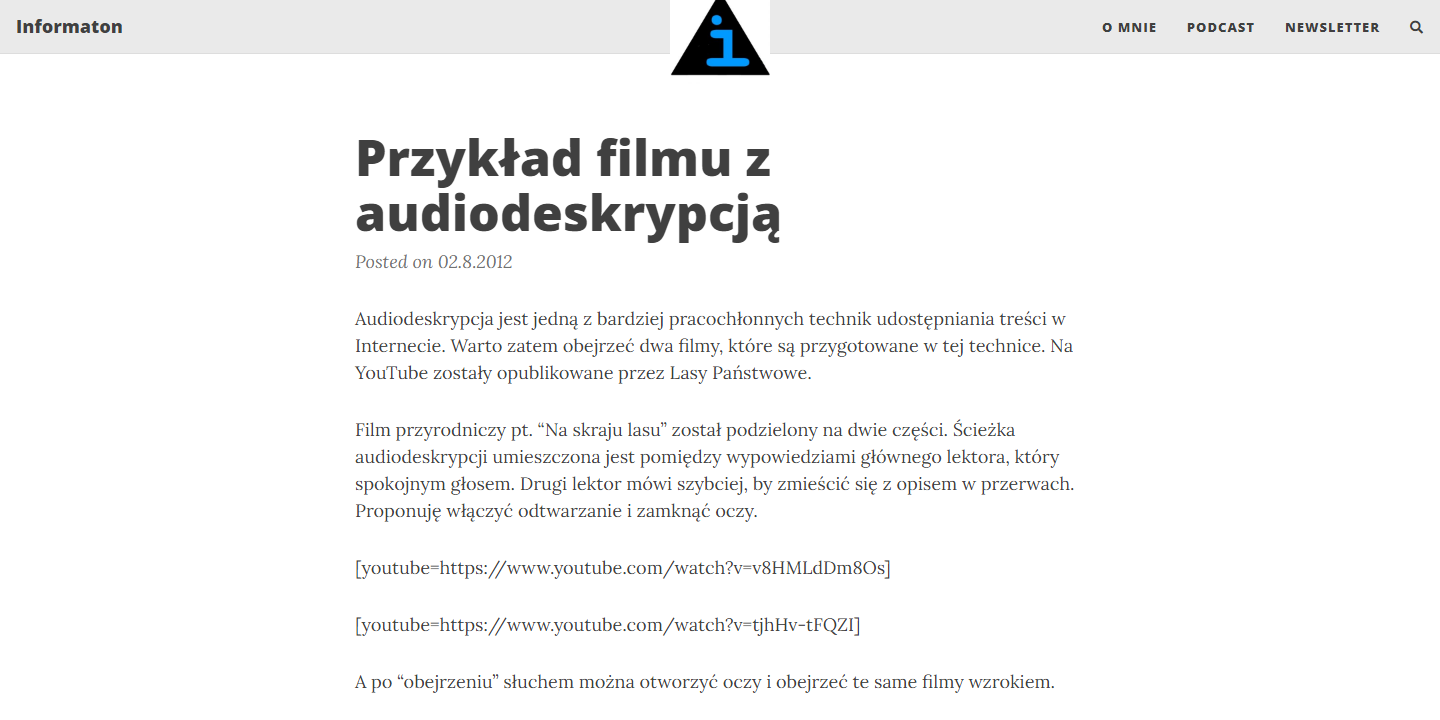 Informaton
i
O MNIE
PODCAST
NEWSLETTER
Przykład filmu z
audiodeskrypcją
Posted on 02.8.2012
Audiodeskrypcja jest jedną z bardziej pracochłonnych technik udostępniania treści w
Internecie. Warto zatem obejrzeć dwa filmy, które są przygotowane w tej technice. Na
YouTube zostały opublikowane przez Lasy Państwowe.
Film przyrodniczy pt. “Na skraju lasu” został podzielony na dwie części. Ścieżka
audiodeskrypcji umieszczona jest pomiędzy wypowiedziami głównego lektora, który
spokojnym głosem. Drugi lektor mówi szybciej, by zmieścić się z opisem w przerwach.
Proponuję włączyć odtwarzanie i zamknąć oczy.
[youtube=https://www.youtube.com/watch?v=v8HMLdDm8Os]
[youtube=https://www.youtube.com/watch?v=tjhHv-tFQZI]
A po “obejrzeniu” słuchem można otworzyć oczy i obejrzeć te same filmy wzrokiem.